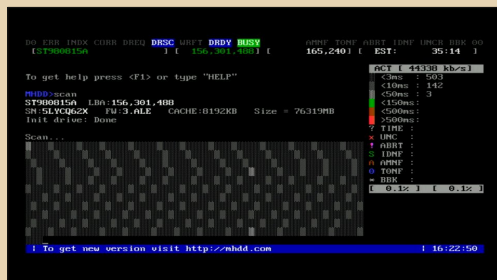 DO ERR INDX CORR DREQ DRSC WRFT DRDY BUSY AMNF TONF ABRT IDNF UNCR BBK OO
[ST980815A ] [ 156,301,488] [ 165,240] [ EST: 35:14 ]
To get help press <F1> or type "HELP"
MHDD>scan
ST980815A LBA:156,301,488
SN:5LYCQ62X FW:3.ALE CACHE:8192KB Size = 76319MB
Init drive: Done
Scan...
ACT [ 44338 kb/s]
<3ms : 503
<10ms : 142
<50ms : 3
<150ms:
<500ms:
>500ms:
? TIME :
x UNC :
! ABRT :
S IDNF :
A AMNF :
0 TONF :
= BBK :
[ 0.1% ] [ 0.1% ]
¦ To get new version visit http://mhdd.com ¦ 16:22:50